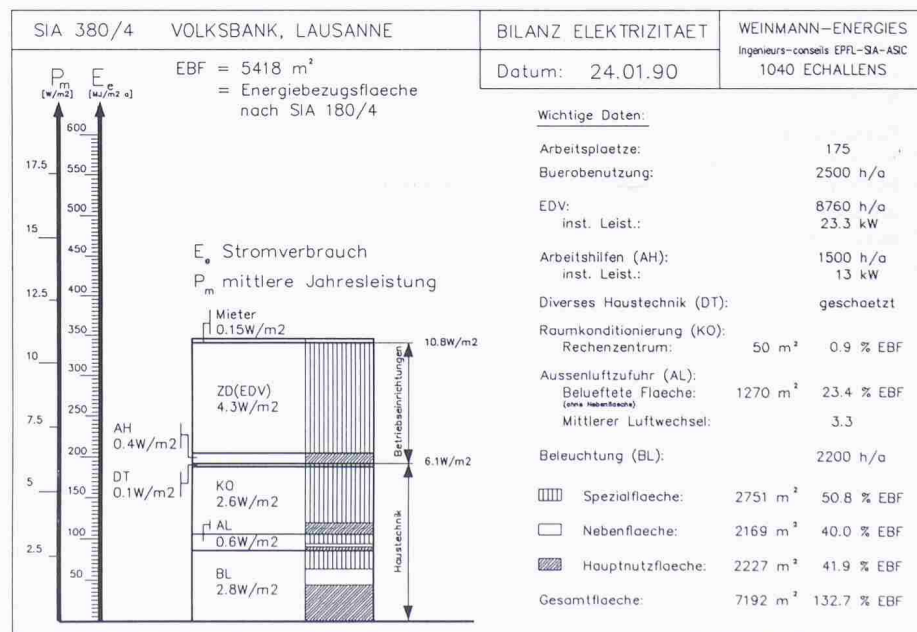 SIA 380/4 VOLKSBANK, LAUSANNE
BILANZ ELEKTRIZITAET
Datum: 24.01.90
WEINMANN-ENERGIES
Ingenieurs-conseils EPFL-SIA-ASIC
1040 ECHALLENS
P_m E_e
[W/m2] [MJ/m2 a]
EBF = 5418 m²
= Energiebezugsflaeche
nach SIA 180/4
600
17.5
550
500
15
450
400
12.5
350
300
10
250
7.5
200
5
150
100
2.5
50
E_e Stromverbrauch
P_m mittlere Jahresleistung
Mieter
0.15W/m2
10.8W/m2
ZD(EDV)
4.3W/m2
Betriebseinrichtungen
AH
0.4W/m2
6.1W/m2
DT
0.1W/m2
KO
2.6W/m2
AL
0.6W/m2
Haustechnik
BL
2.8W/m2
Wichtige Daten:
Arbeitsplaetze: 175
Buerobenutzung: 2500 h/a
EDV: 8760 h/a
inst. Leist.: 23.3 kW
Arbeitshilfen (AH): 1500 h/a
inst. Leist.: 13 kW
Diverses Haustechnik (DT): geschaetzt
Raumkonditionierung (KO):
Rechenzentrum: 50 m² 0.9 % EBF
Aussenluftzufuhr (AL):
Belueftete Flaeche: 1270 m² 23.4 % EBF
(ohne Nebenflaeche)
Mittlerer Luftwechsel: 3.3
Beleuchtung (BL): 2200 h/a
Spezialflaeche: 2751 m² 50.8 % EBF
Nebenflaeche: 2169 m² 40.0 % EBF
Hauptnutzflaeche: 2227 m² 41.9 % EBF
Gesamtflaeche: 7192 m² 132.7 % EBF